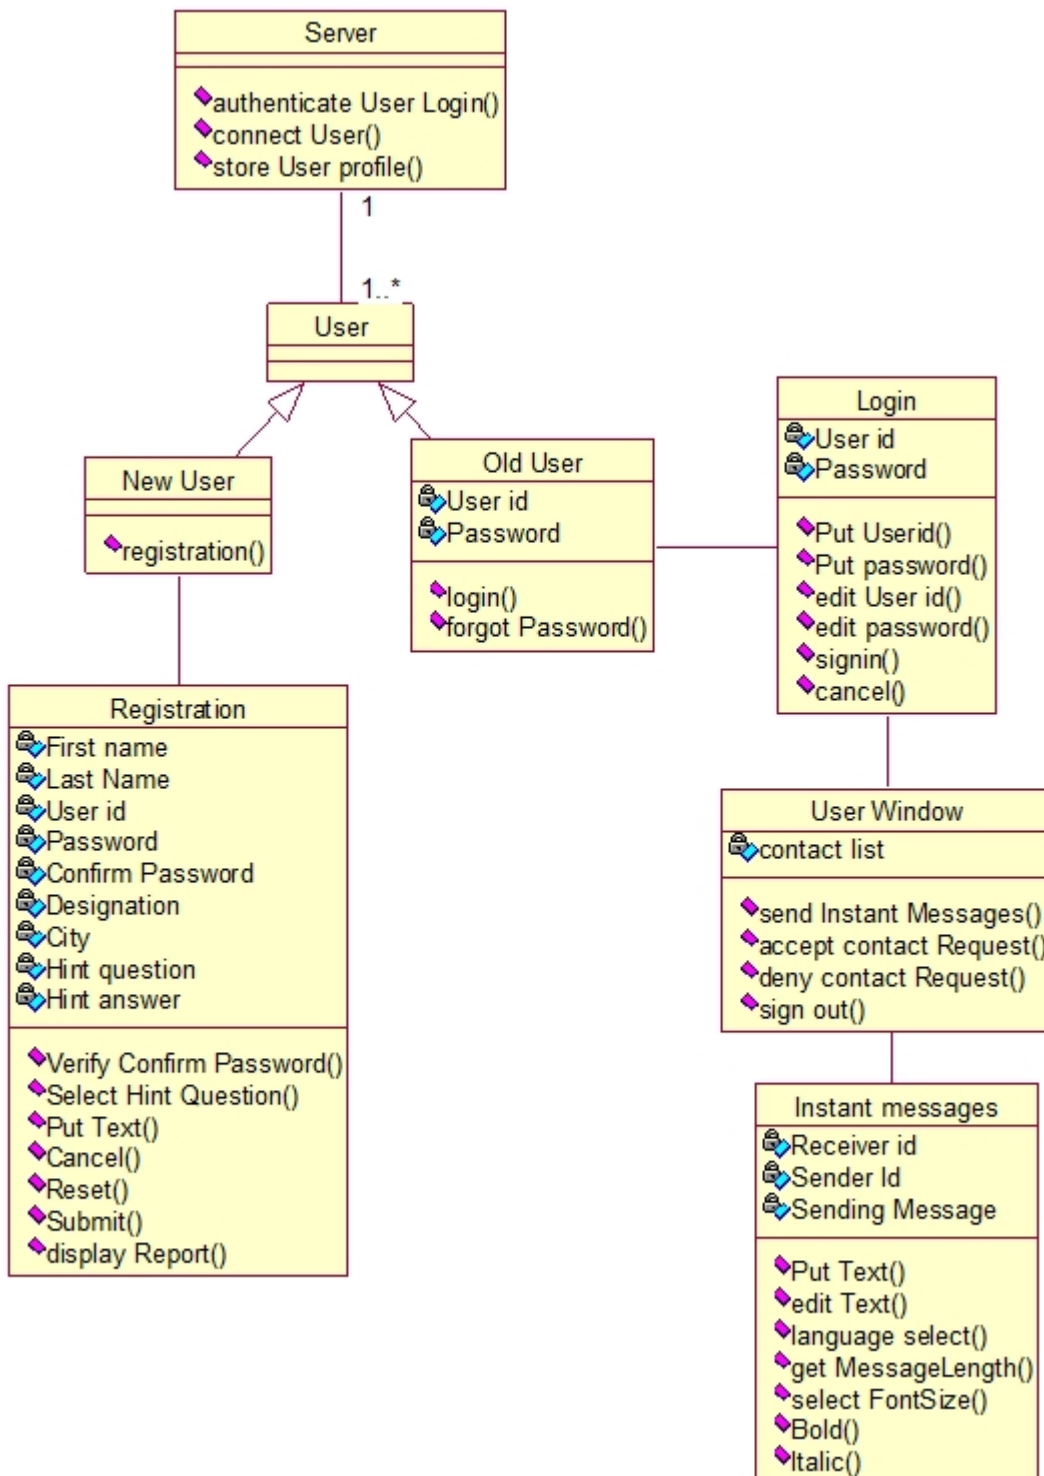 Server
authenticate User Login()
connect User()
store User profile()
1
1..*
User
New User
registration()
Old User
User id
Password
login()
forgot Password()
Login
User id
Password
Put Userid()
Put password()
edit User id()
edit password()
signin()
cancel()
Registration
First name
Last Name
User id
Password
Confirm Password
Designation
City
Hint question
Hint answer
Verify Confirm Password()
Select Hint Question()
Put Text()
Cancel()
Reset()
Submit()
display Report()
User Window
contact list
send Instant Messages()
accept contact Request()
deny contact Request()
sign out()
Instant messages
Receiver id
Sender Id
Sending Message
Put Text()
edit Text()
language select()
get MessageLength()
select FontSize()
Bold()
Italic()